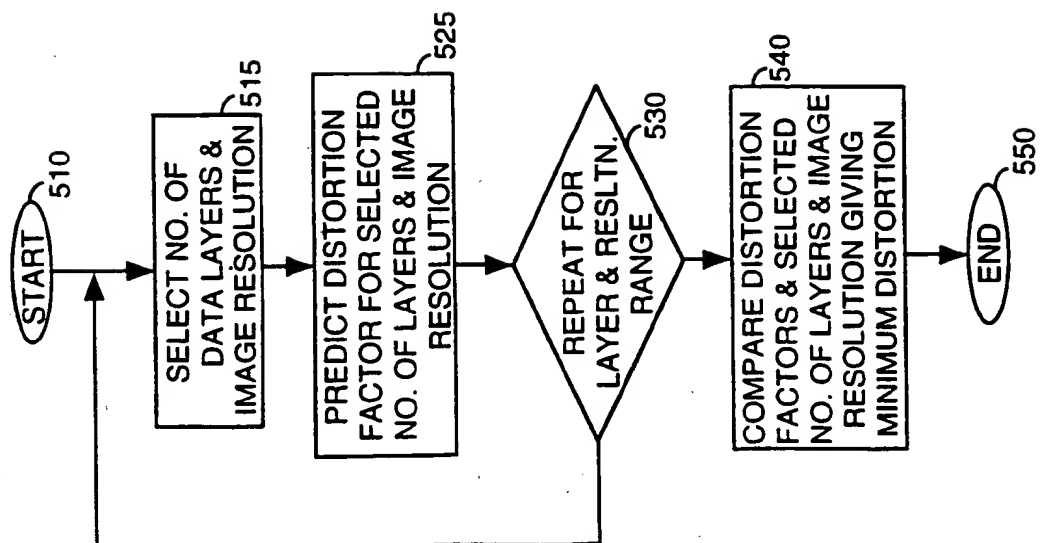 START
510
SELECT NO. OF
DATA LAYERS &
IMAGE RESOLUTION
515
PREDICT DISTORTION
FACTOR FOR SELECTED
NO. OF LAYERS & IMAGE
RESOLUTION
525
REPEAT FOR
LAYER & RESLTN.
RANGE
530
COMPARE DISTORTION
FACTORS & SELECTED
NO. OF LAYERS & IMAGE
RESOLUTION GIVING
MINIMUM DISTORTION
540
END
550